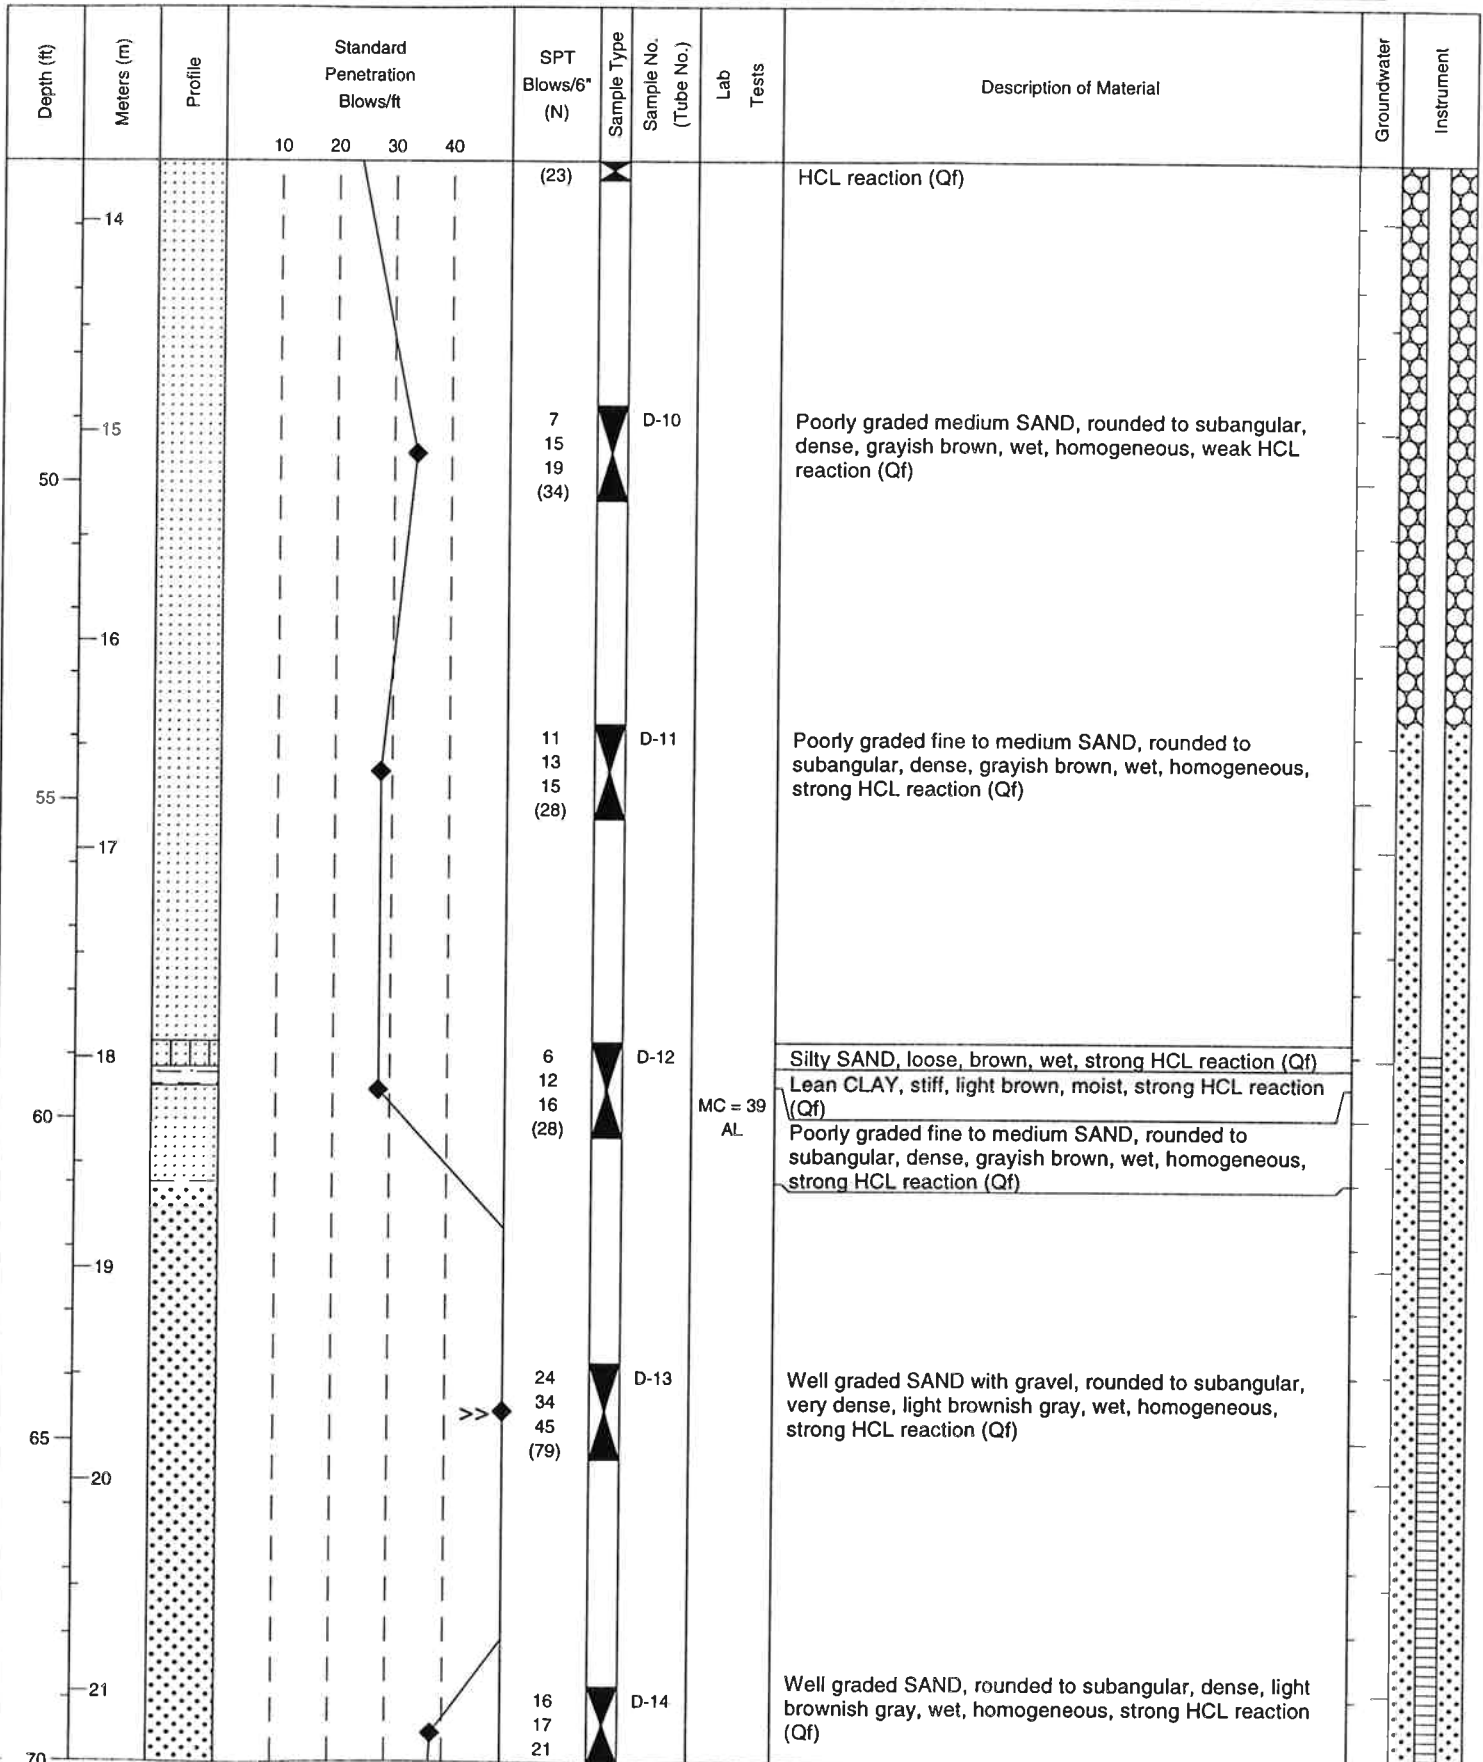 Depth (ft)
Meters (m)
Profile
Standard
Penetration
Blows/ft
10 20 30 40
SPT
Blows/6"
(N)
Sample Type
Sample No.
(Tube No.)
Lab
Tests
Description of Material
Groundwater
Instrument
(23)
HCL reaction (Qf)
14
15
7
15
19
(34)
D-10
Poorly graded medium SAND, rounded to subangular,
dense, grayish brown, wet, homogeneous, weak HCL
reaction (Qf)
50
16
11
13
15
(28)
D-11
Poorly graded fine to medium SAND, rounded to
subangular, dense, grayish brown, wet, homogeneous,
strong HCL reaction (Qf)
55
17
18
6
12
16
(28)
D-12
Silty SAND, loose, brown, wet, strong HCL reaction (Qf)
Lean CLAY, stiff, light brown, moist, strong HCL reaction
(Qf)
60
MC = 39
AL
Poorly graded fine to medium SAND, rounded to
subangular, dense, grayish brown, wet, homogeneous,
strong HCL reaction (Qf)
19
24
34
45
(79)
D-13
>>
Well graded SAND with gravel, rounded to subangular,
very dense, light brownish gray, wet, homogeneous,
strong HCL reaction (Qf)
65
20
21
16
17
21
D-14
Well graded SAND, rounded to subangular, dense, light
brownish gray, wet, homogeneous, strong HCL reaction
(Qf)
70